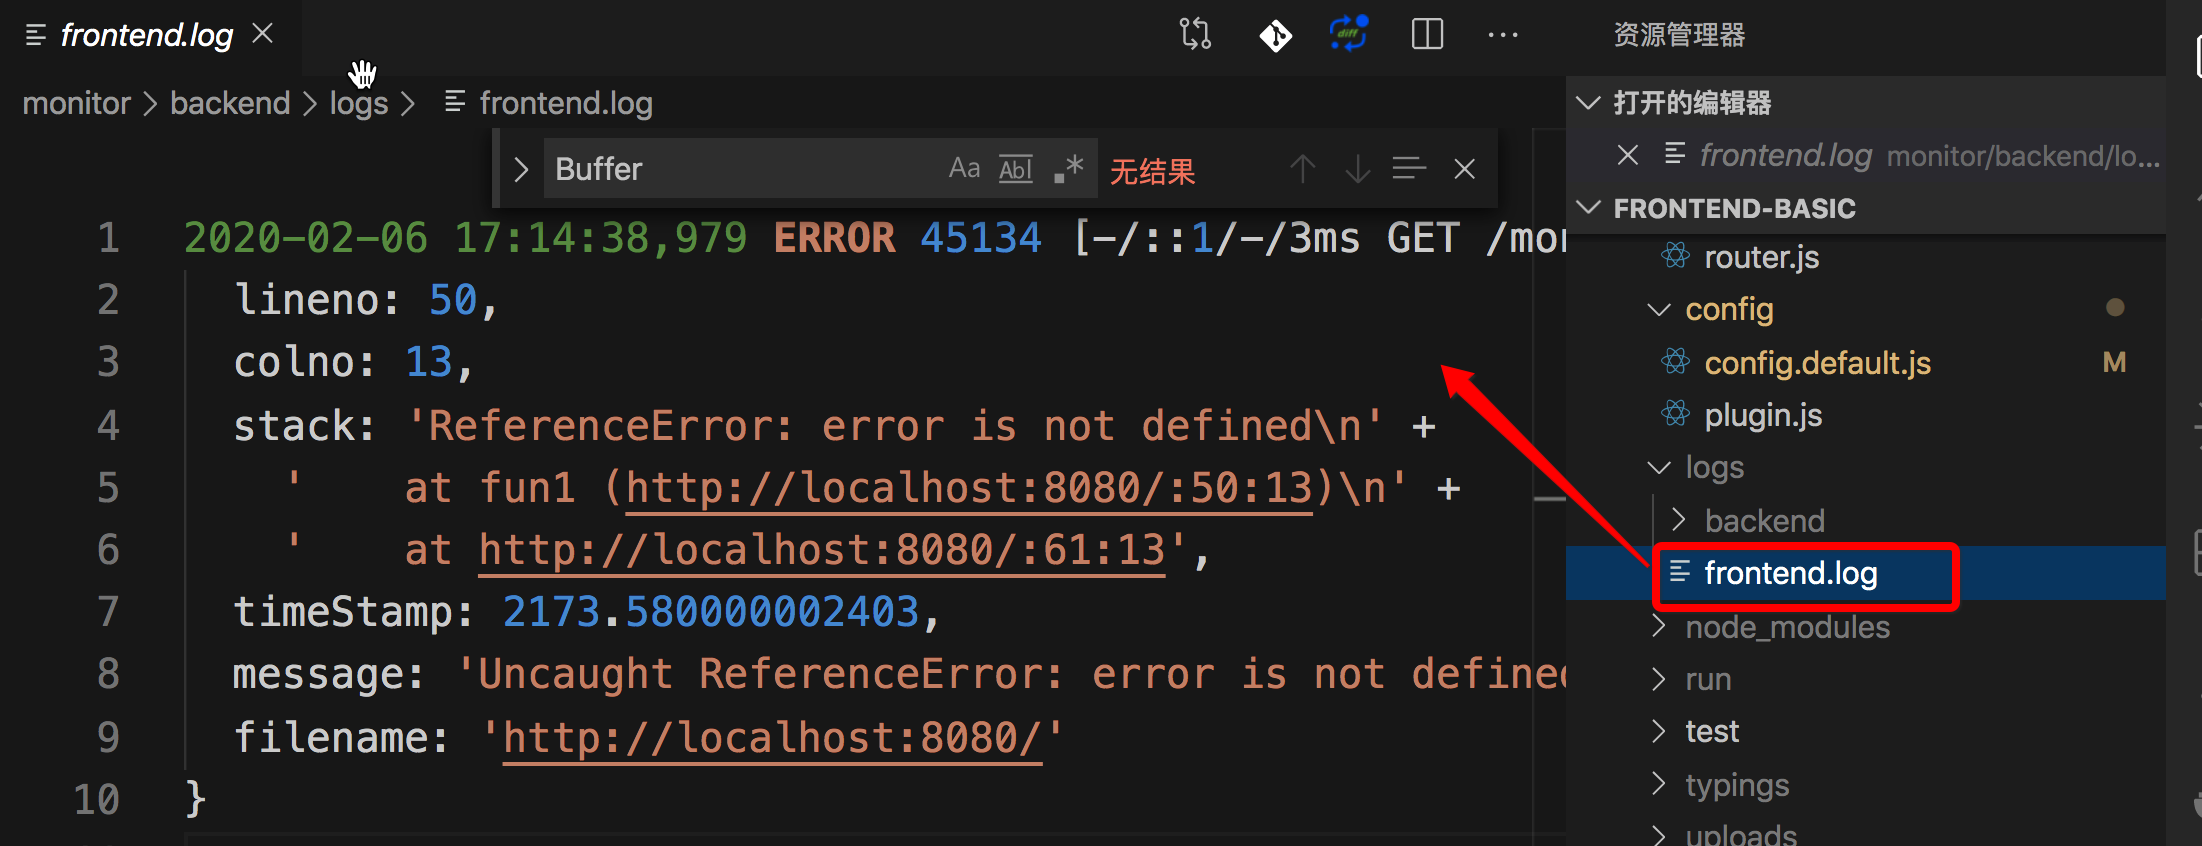 frontend.log
monitor > backend > logs > frontend.log
Buffer Aa Abl .* 无结果
1 2020-02-06 17:14:38,979 ERROR 45134 [-/::1/-/3ms GET
2 lineno: 50,
3 colno: 13,
4 stack: 'ReferenceError: error is not defined\n' +
5 '    at fun1 (http://localhost:8080/:50:13)\n' +
6 '    at http://localhost:8080/:61:13',
7 timeStamp: 2173.580000002403,
8 message: 'Uncaught ReferenceError: error is not defined
9 filename: 'http://localhost:8080/'
10 }
diff
资源管理器
打开的编辑器
frontend.log monitor/backend/lo...
FRONTEND-BASIC
router.js
config
config.default.js M
plugin.js
logs
backend
frontend.log
node_modules
run
test
typings
uploads